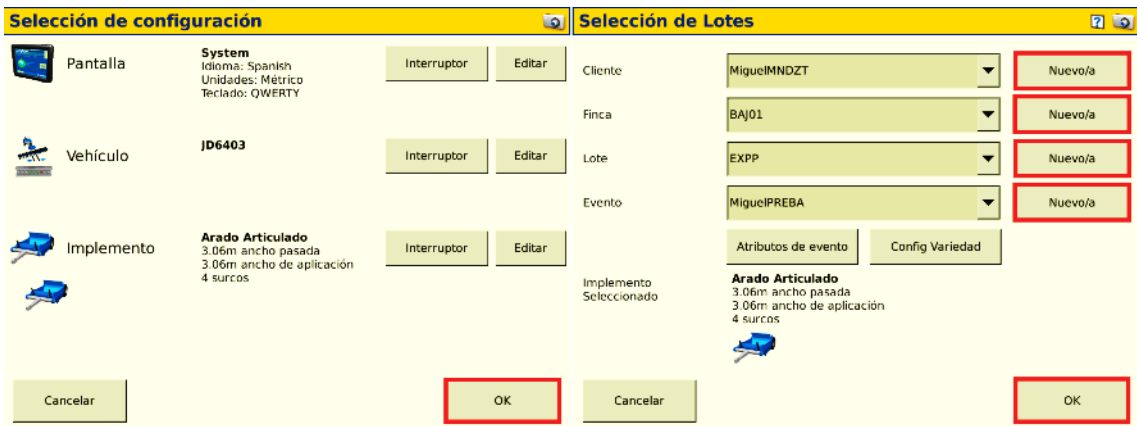 Selección de configuración
Pantalla
System
Idioma: Spanish
Unidades: Métrico
Teclado: QWERTY
Interruptor
Editar
Vehículo
JD6403
Interruptor
Editar
Implemento
Arado Articulado
3.06m ancho pasada
3.06m ancho de aplicación
4 surcos
Interruptor
Editar
Cancelar
OK
Selección de Lotes
?
Cliente
MiguelMNDZT
Nuevo/a
Finca
BAJ01
Nuevo/a
Lote
EXPP
Nuevo/a
Evento
MiguelPREBA
Nuevo/a
Atributos de evento
Config Variedad
Implemento
Seleccionado
Arado Articulado
3.06m ancho pasada
3.06m ancho de aplicación
4 surcos
Cancelar
OK